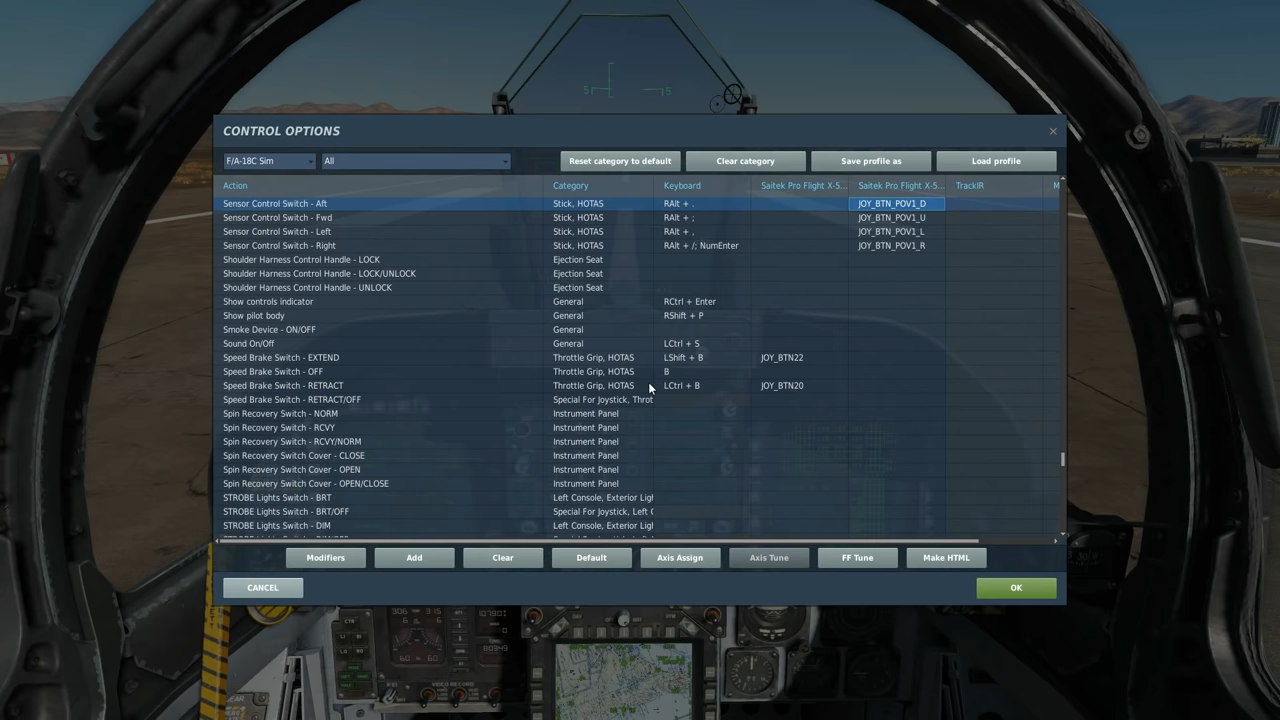 5 5
CONTROL OPTIONS ×
F/A-18C Sim All Reset category to default Clear category Save profile as Load profile
Action Category Keyboard Saitek Pro Flight X-5... Saitek Pro Flight X-5... TrackIR M
Sensor Control Switch - Aft Stick, HOTAS RAlt + . JOY_BTN_POV1_D
Sensor Control Switch - Fwd Stick, HOTAS RAlt + ; JOY_BTN_POV1_U
Sensor Control Switch - Left Stick, HOTAS RAlt + , JOY_BTN_POV1_L
Sensor Control Switch - Right Stick, HOTAS RAlt + /; NumEnter JOY_BTN_POV1_R
Shoulder Harness Control Handle - LOCK Ejection Seat
Shoulder Harness Control Handle - LOCK/UNLOCK Ejection Seat
Shoulder Harness Control Handle - UNLOCK Ejection Seat
Show controls indicator General RCtrl + Enter
Show pilot body General RShift + P
Smoke Device - ON/OFF General
Sound On/Off General LCtrl + S
Speed Brake Switch - EXTEND Throttle Grip, HOTAS LShift + B JOY_BTN22
Speed Brake Switch - OFF Throttle Grip, HOTAS B
Speed Brake Switch - RETRACT Throttle Grip, HOTAS LCtrl + B JOY_BTN20
Speed Brake Switch - RETRACT/OFF Special For Joystick, Throt
Spin Recovery Switch - NORM Instrument Panel
Spin Recovery Switch - RCVY Instrument Panel
Spin Recovery Switch - RCVY/NORM Instrument Panel
Spin Recovery Switch Cover - CLOSE Instrument Panel
Spin Recovery Switch Cover - OPEN Instrument Panel
Spin Recovery Switch Cover - OPEN/CLOSE Instrument Panel
STROBE Lights Switch - BRT Left Console, Exterior Ligl
STROBE Lights Switch - BRT/OFF Special For Joystick, Left C
STROBE Lights Switch - DIM Left Console, Exterior Ligl
Modifiers Add Clear Default Axis Assign Axis Tune FF Tune Make HTML
CANCEL OK